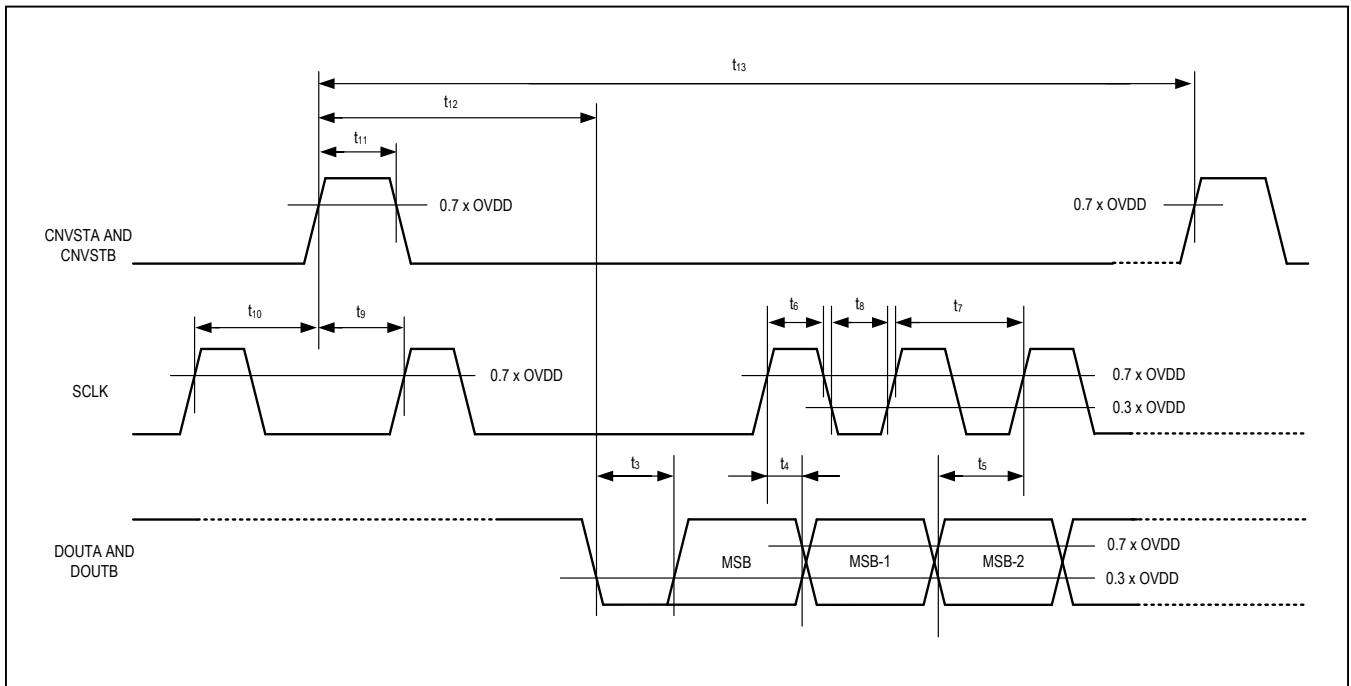 t13
t12
t11
0.7 x OVDD
0.7 x OVDD
CNVSTA AND
CNVSTB
t10
t9
t6
t8
t7
0.7 x OVDD
0.7 x OVDD
SCLK
0.3 x OVDD
t3
t4
t5
DOUTA AND
DOUTB
MSB
MSB-1
MSB-2
0.7 x OVDD
0.3 x OVDD